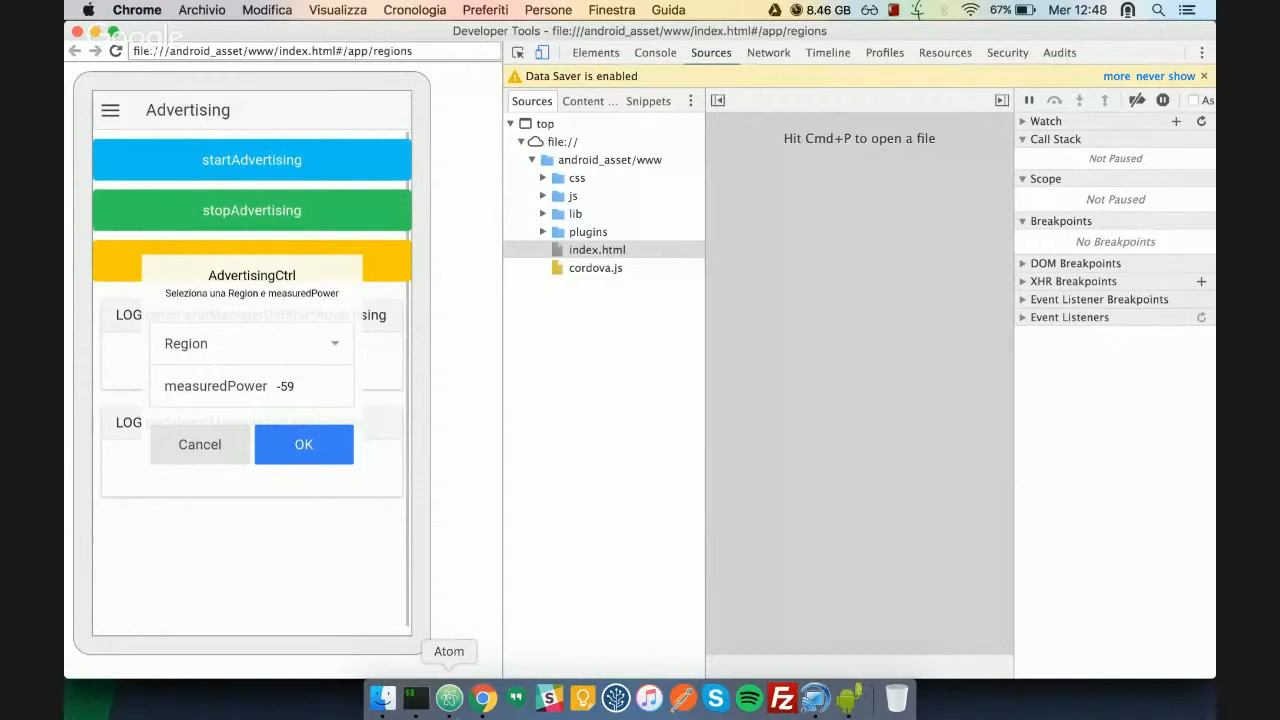 Chrome Archivio Modifica Visualizza Cronologia Preferiti Persone Finestra Guida 8.46 GB 67% Mer 12:48
Google
Developer Tools - file:///android_asset/www/index.html#/app/regions
file:///android_asset/www/index.html#/app/regions
Elements Console Sources Network Timeline Profiles Resources Security Audits
Data Saver is enabled more never show ×
Sources Content ... Snippets
As
top
file://
android_asset/www
css
js
lib
plugins
index.html
cordova.js
Hit Cmd+P to open a file
Watch
Call Stack
Not Paused
Scope
Not Paused
Breakpoints
No Breakpoints
DOM Breakpoints
XHR Breakpoints
Event Listener Breakpoints
Event Listeners
Advertising
startAdvertising
stopAdvertising
AdvertisingCtrl
Seleziona una Region e measuredPower
LOG peripheralManagerDidStartAdvertising
Region
measuredPower -59
LOG
Cancel OK
Atom